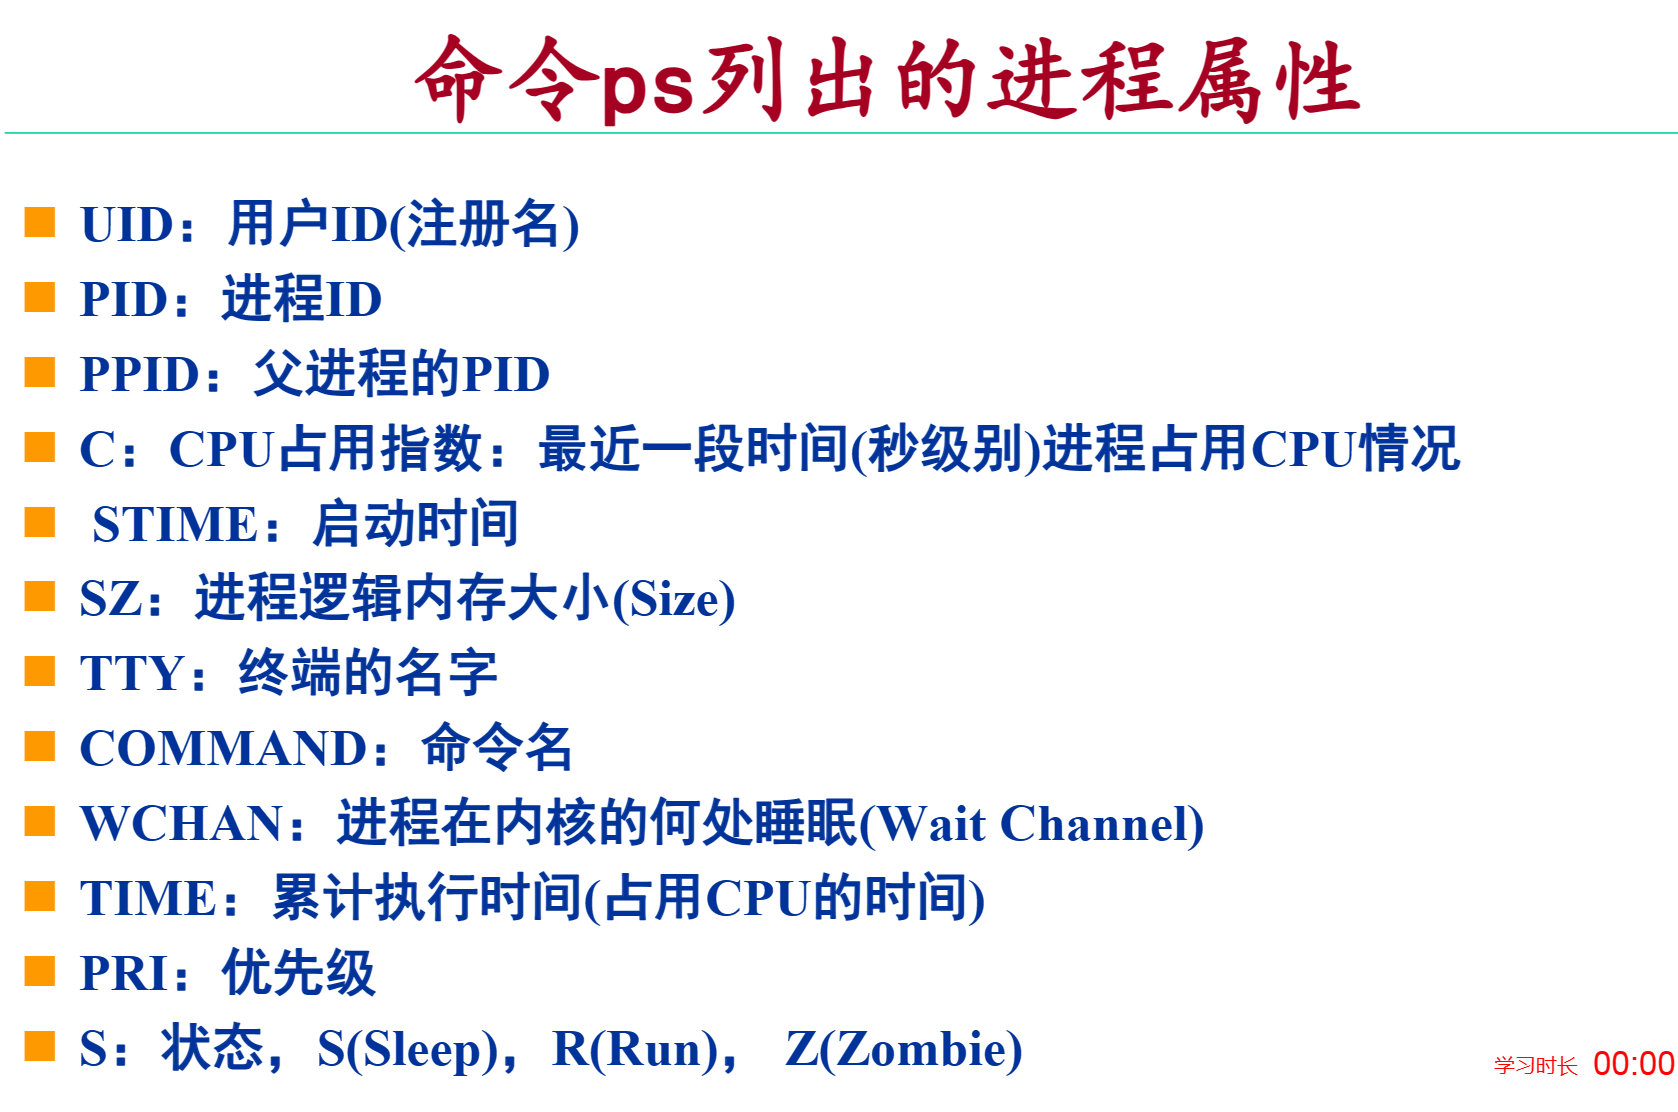 命令ps列出的进程属性
UID：用户ID(注册名)
PID：进程ID
PPID：父进程的PID
C：CPU占用指数：最近一段时间(秒级别)进程占用CPU情况
STIME：启动时间
SZ：进程逻辑内存大小(Size)
TTY：终端的名字
COMMAND：命令名
WCHAN：进程在内核的何处睡眠(Wait Channel)
TIME：累计执行时间(占用CPU的时间)
PRI：优先级
S：状态，S(Sleep)，R(Run)， Z(Zombie)
学习时长 00:00